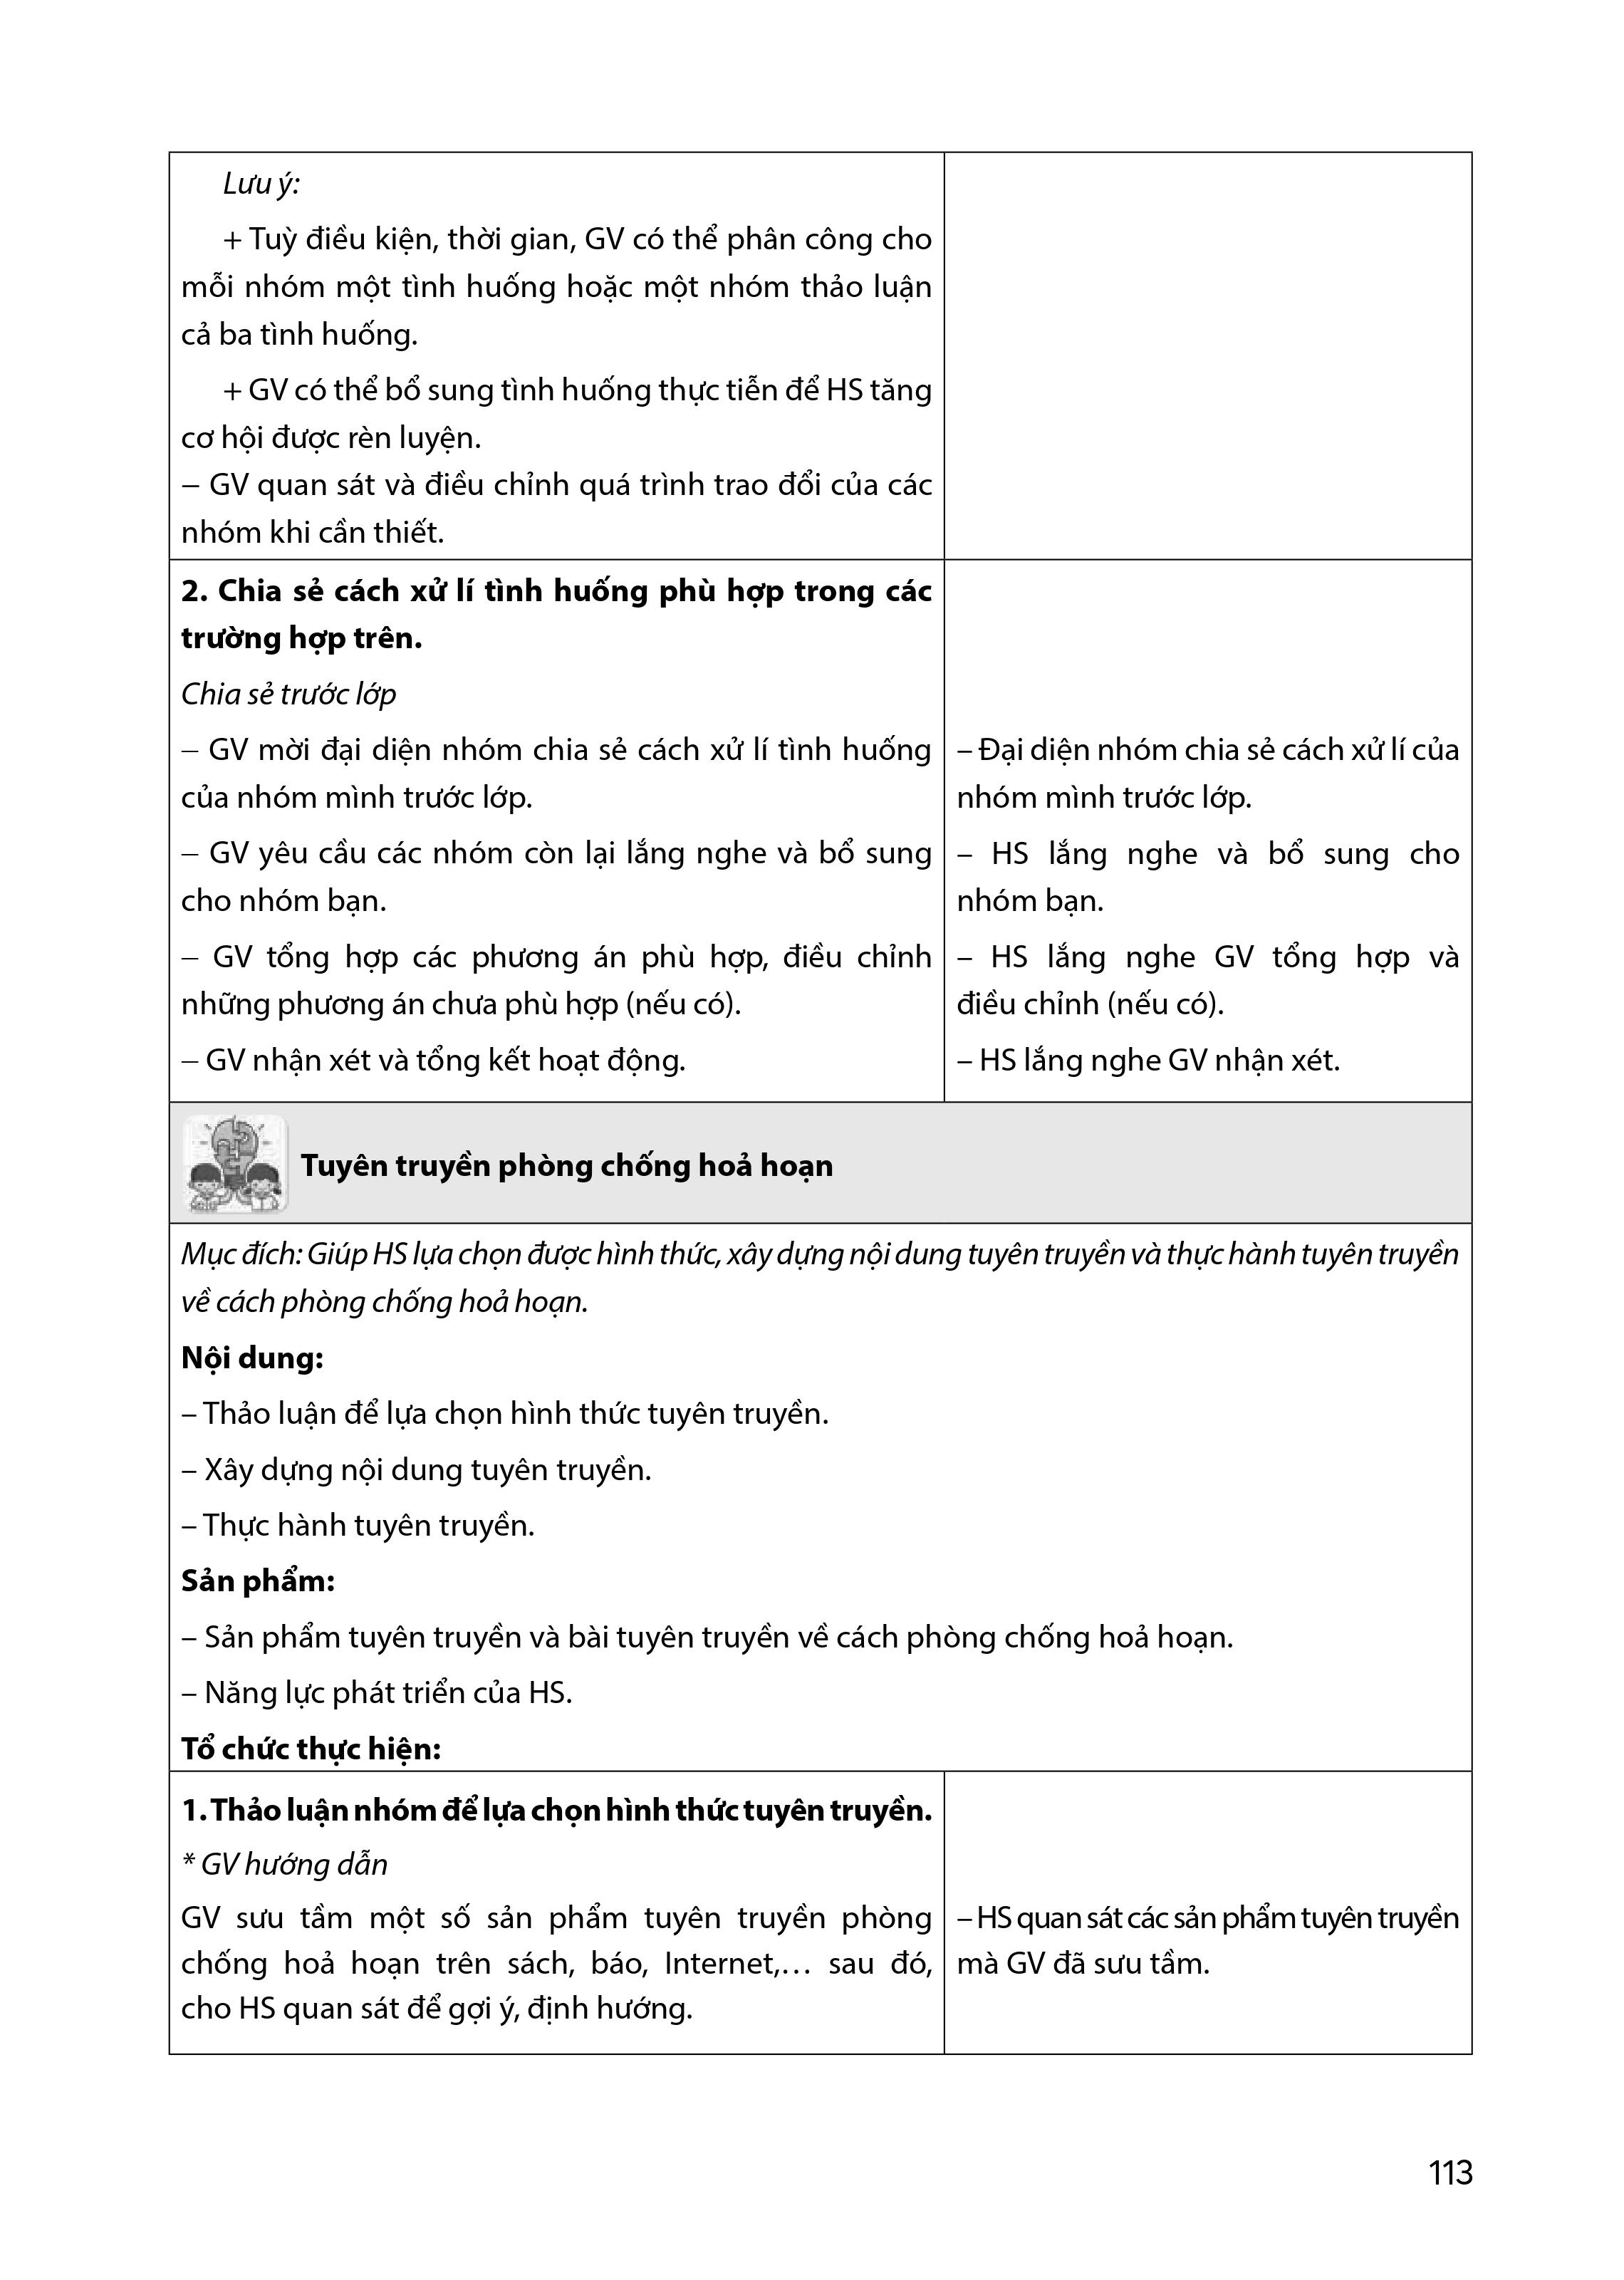 Lưu ý:
+ Tuỳ điều kiện, thời gian, GV có thể phân công cho
mỗi nhóm một tình huống hoặc một nhóm thảo luận
cả ba tình huống.
+ GV có thể bổ sung tình huống thực tiễn để HS tăng
cơ hội được rèn luyện.
– GV quan sát và điều chỉnh quá trình trao đổi của các
nhóm khi cần thiết.
2. Chia sẻ cách xử lí tình huống phù hợp trong các
trường hợp trên.
Chia sẻ trước lớp
– GV mời đại diện nhóm chia sẻ cách xử lí tình huống
của nhóm mình trước lớp.
– GV yêu cầu các nhóm còn lại lắng nghe và bổ sung
cho nhóm bạn.
– GV tổng hợp các phương án phù hợp, điều chỉnh
những phương án chưa phù hợp (nếu có).
– GV nhận xét và tổng kết hoạt động.
– Đại diện nhóm chia sẻ cách xử lí của
nhóm mình trước lớp.
– HS lắng nghe và bổ sung cho
nhóm bạn.
– HS lắng nghe GV tổng hợp và
điều chỉnh (nếu có).
– HS lắng nghe GV nhận xét.
Tuyên truyền phòng chống hoả hoạn
Mục đích: Giúp HS lựa chọn được hình thức, xây dựng nội dung tuyên truyền và thực hành tuyên truyền
về cách phòng chống hoả hoạn.
Nội dung:
– Thảo luận để lựa chọn hình thức tuyên truyền.
– Xây dựng nội dung tuyên truyền.
– Thực hành tuyên truyền.
Sản phẩm:
– Sản phẩm tuyên truyền và bài tuyên truyền về cách phòng chống hoả hoạn.
– Năng lực phát triển của HS.
Tổ chức thực hiện:
1. Thảo luận nhóm để lựa chọn hình thức tuyên truyền.
* GV hướng dẫn
GV sưu tầm một số sản phẩm tuyên truyền phòng
chống hoả hoạn trên sách, báo, Internet,… sau đó,
cho HS quan sát để gợi ý, định hướng.
– HS quan sát các sản phẩm tuyên truyền
mà GV đã sưu tầm.
113